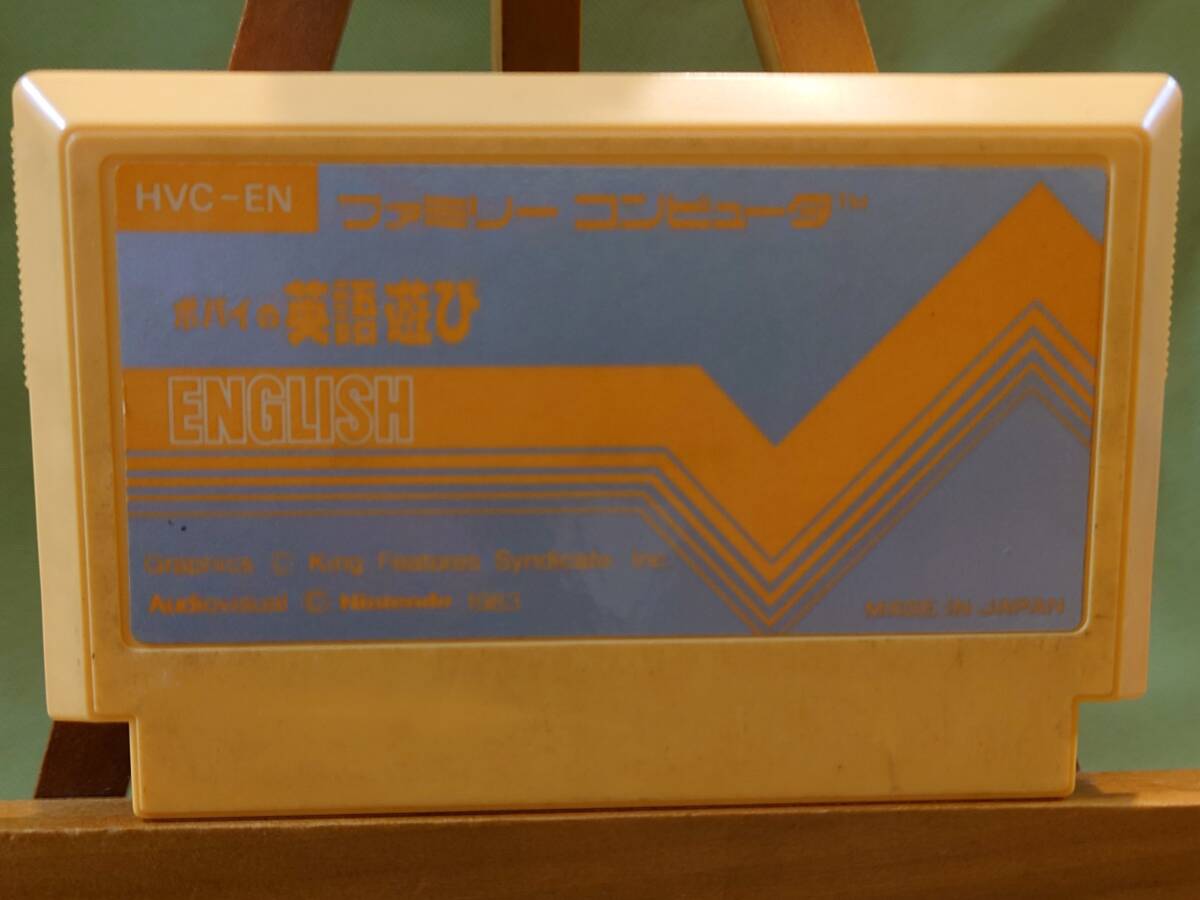 HVC-EN
ファミリー コンピュータ™
ポパイの英語遊び
ENGLISH
Graphics © King Features Syndicate Inc.
Audiovisual © Nintendo 1983
MADE IN JAPAN